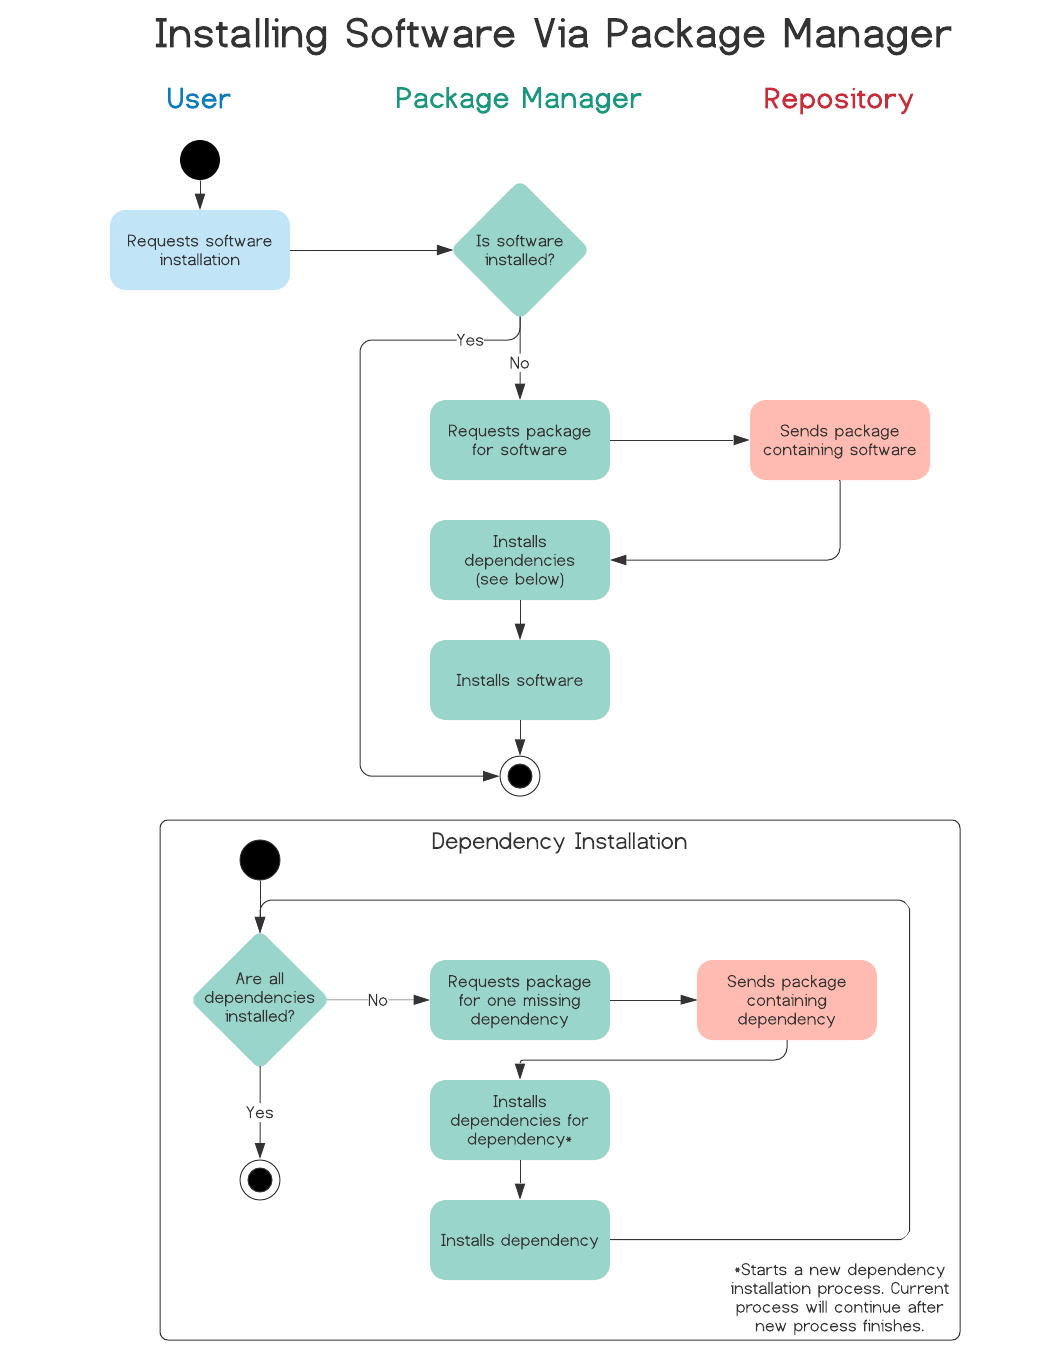 Installing Software Via Package Manager
User
Package Manager
Repository
Requests software
installation
Is software
installed?
Yes
No
Requests package
for software
Sends package
containing software
Installs
dependencies
(see below)
Installs software
Dependency Installation
Are all
dependencies
installed?
No
Requests package
for one missing
dependency
Sends package
containing
dependency
Yes
Installs
dependencies for
dependency*
Installs dependency
*Starts a new dependency
installation process. Current
process will continue after
new process finishes.